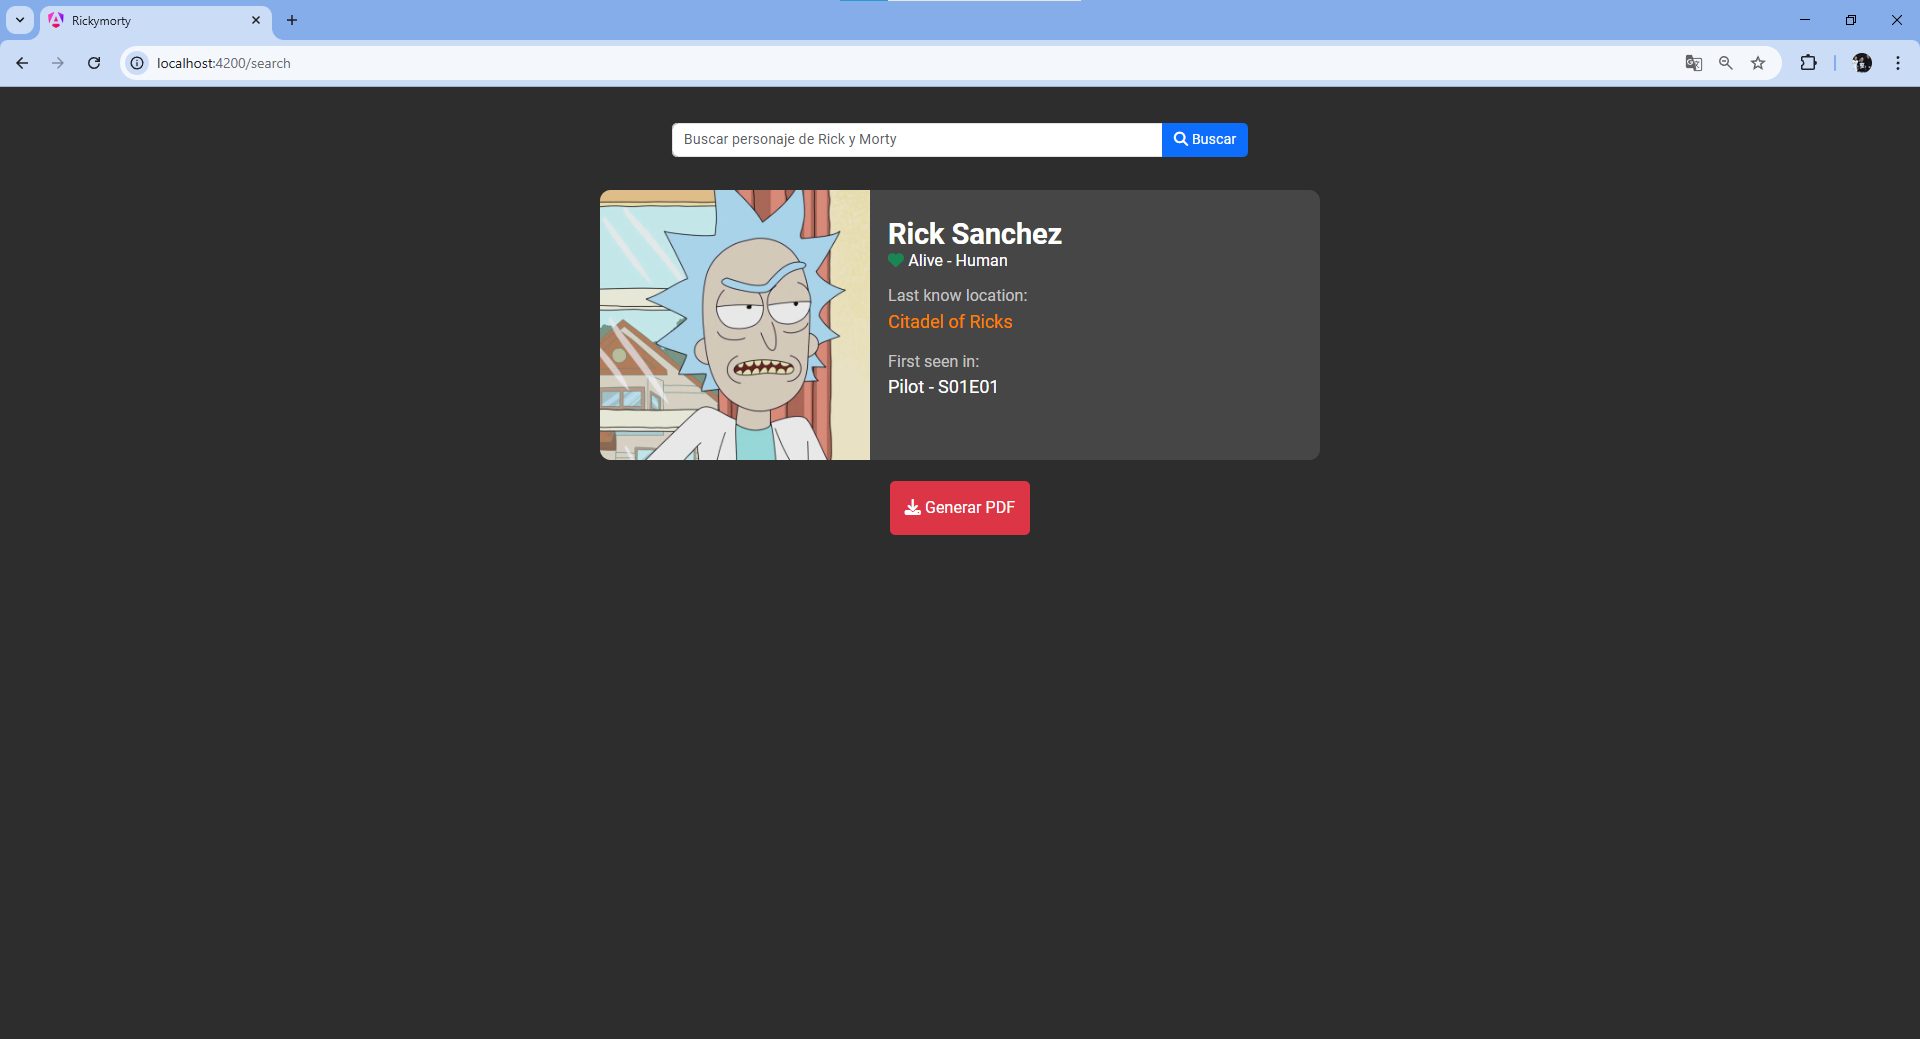 Rickymorty
localhost:4200/search
Buscar personaje de Rick y Morty
Buscar
Rick Sanchez
Alive - Human
Last know location:
Citadel of Ricks
First seen in:
Pilot - S01E01
Generar PDF